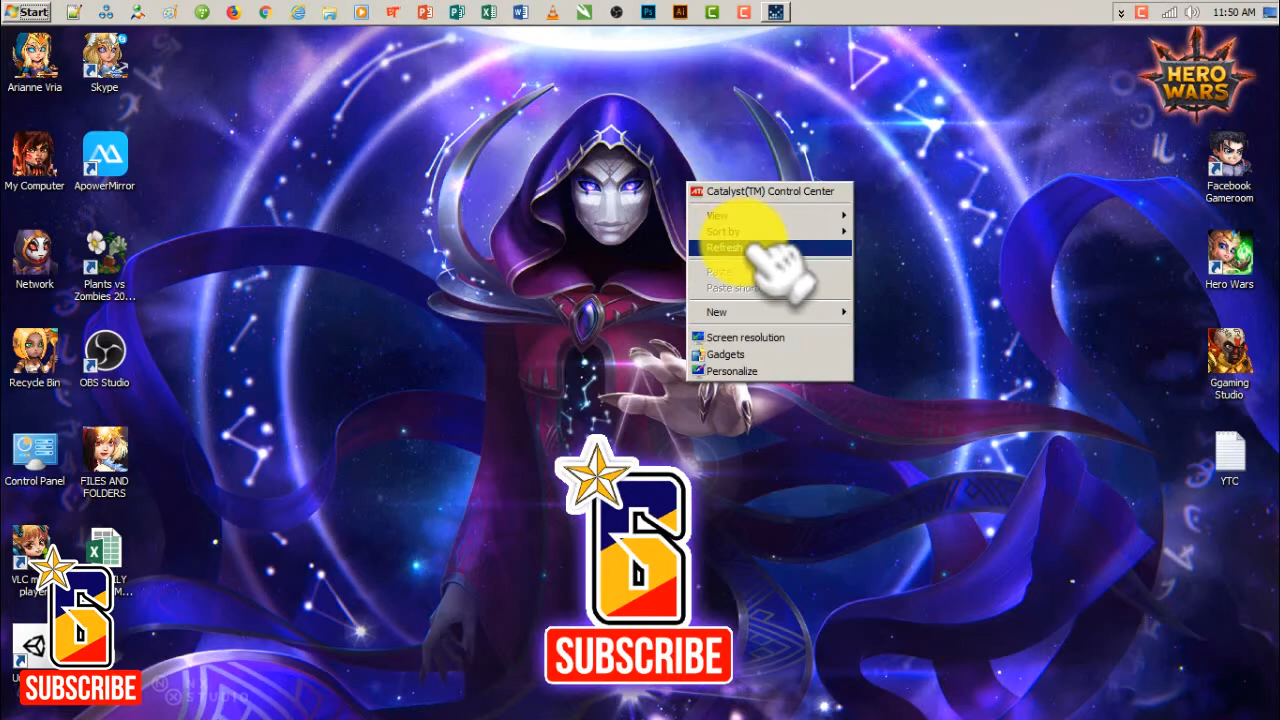 Start
11:50 AM
Arianne Vria
Skype
My Computer
ApowerMirror
Network
Plants vs
Zombies 20...
Recycle Bin
OBS Studio
Control Panel
FILES AND
FOLDERS
ATI Catalyst(TM) Control Center
View
Sort by
Refresh
Paste
New
Screen resolution
Gadgets
Personalize
HERO
WARS
Facebook
Gameroom
Hero Wars
Ggaming
Studio
YTC
SUBSCRIBE
SUBSCRIBE